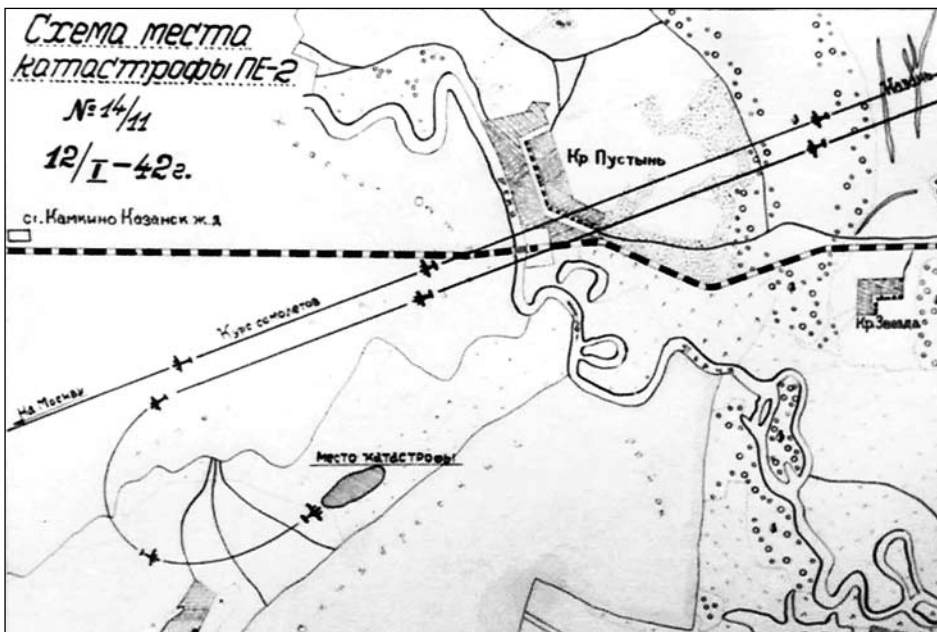 Схема места
катастрофы ПЕ-2
№ 14/11
12/I-42г.
ст. Камкино Казанск ж.д
Казань
Кр Пустынь
Кр. Звезда
Курс самолетов
На Москву
Место катастрофы